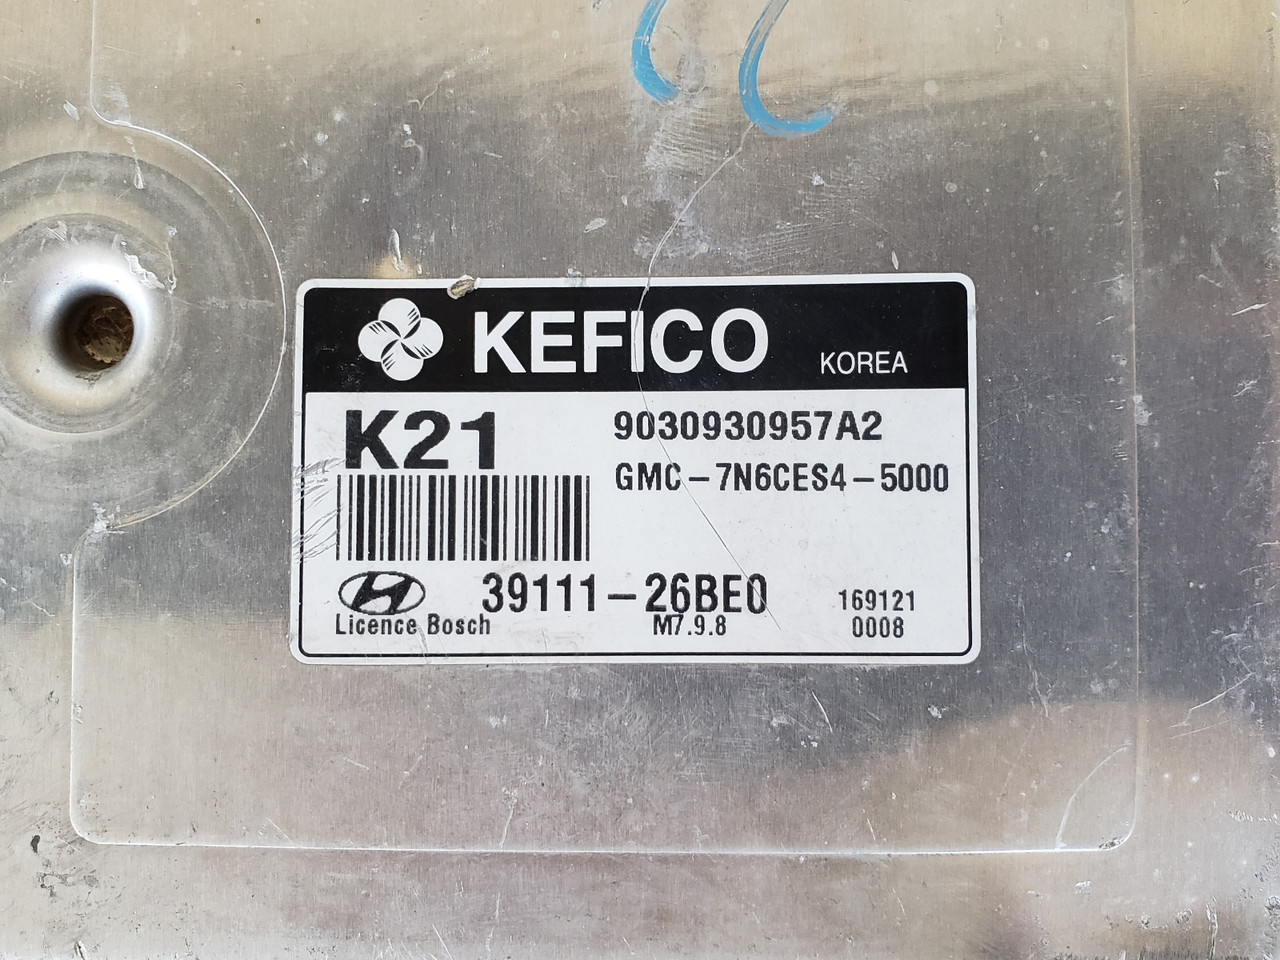 KEFICO KOREA
K21 9030930957A2
GMC-7N6CES4-5000
39111-26BE0 169121
Licence Bosch M7.9.8 0008